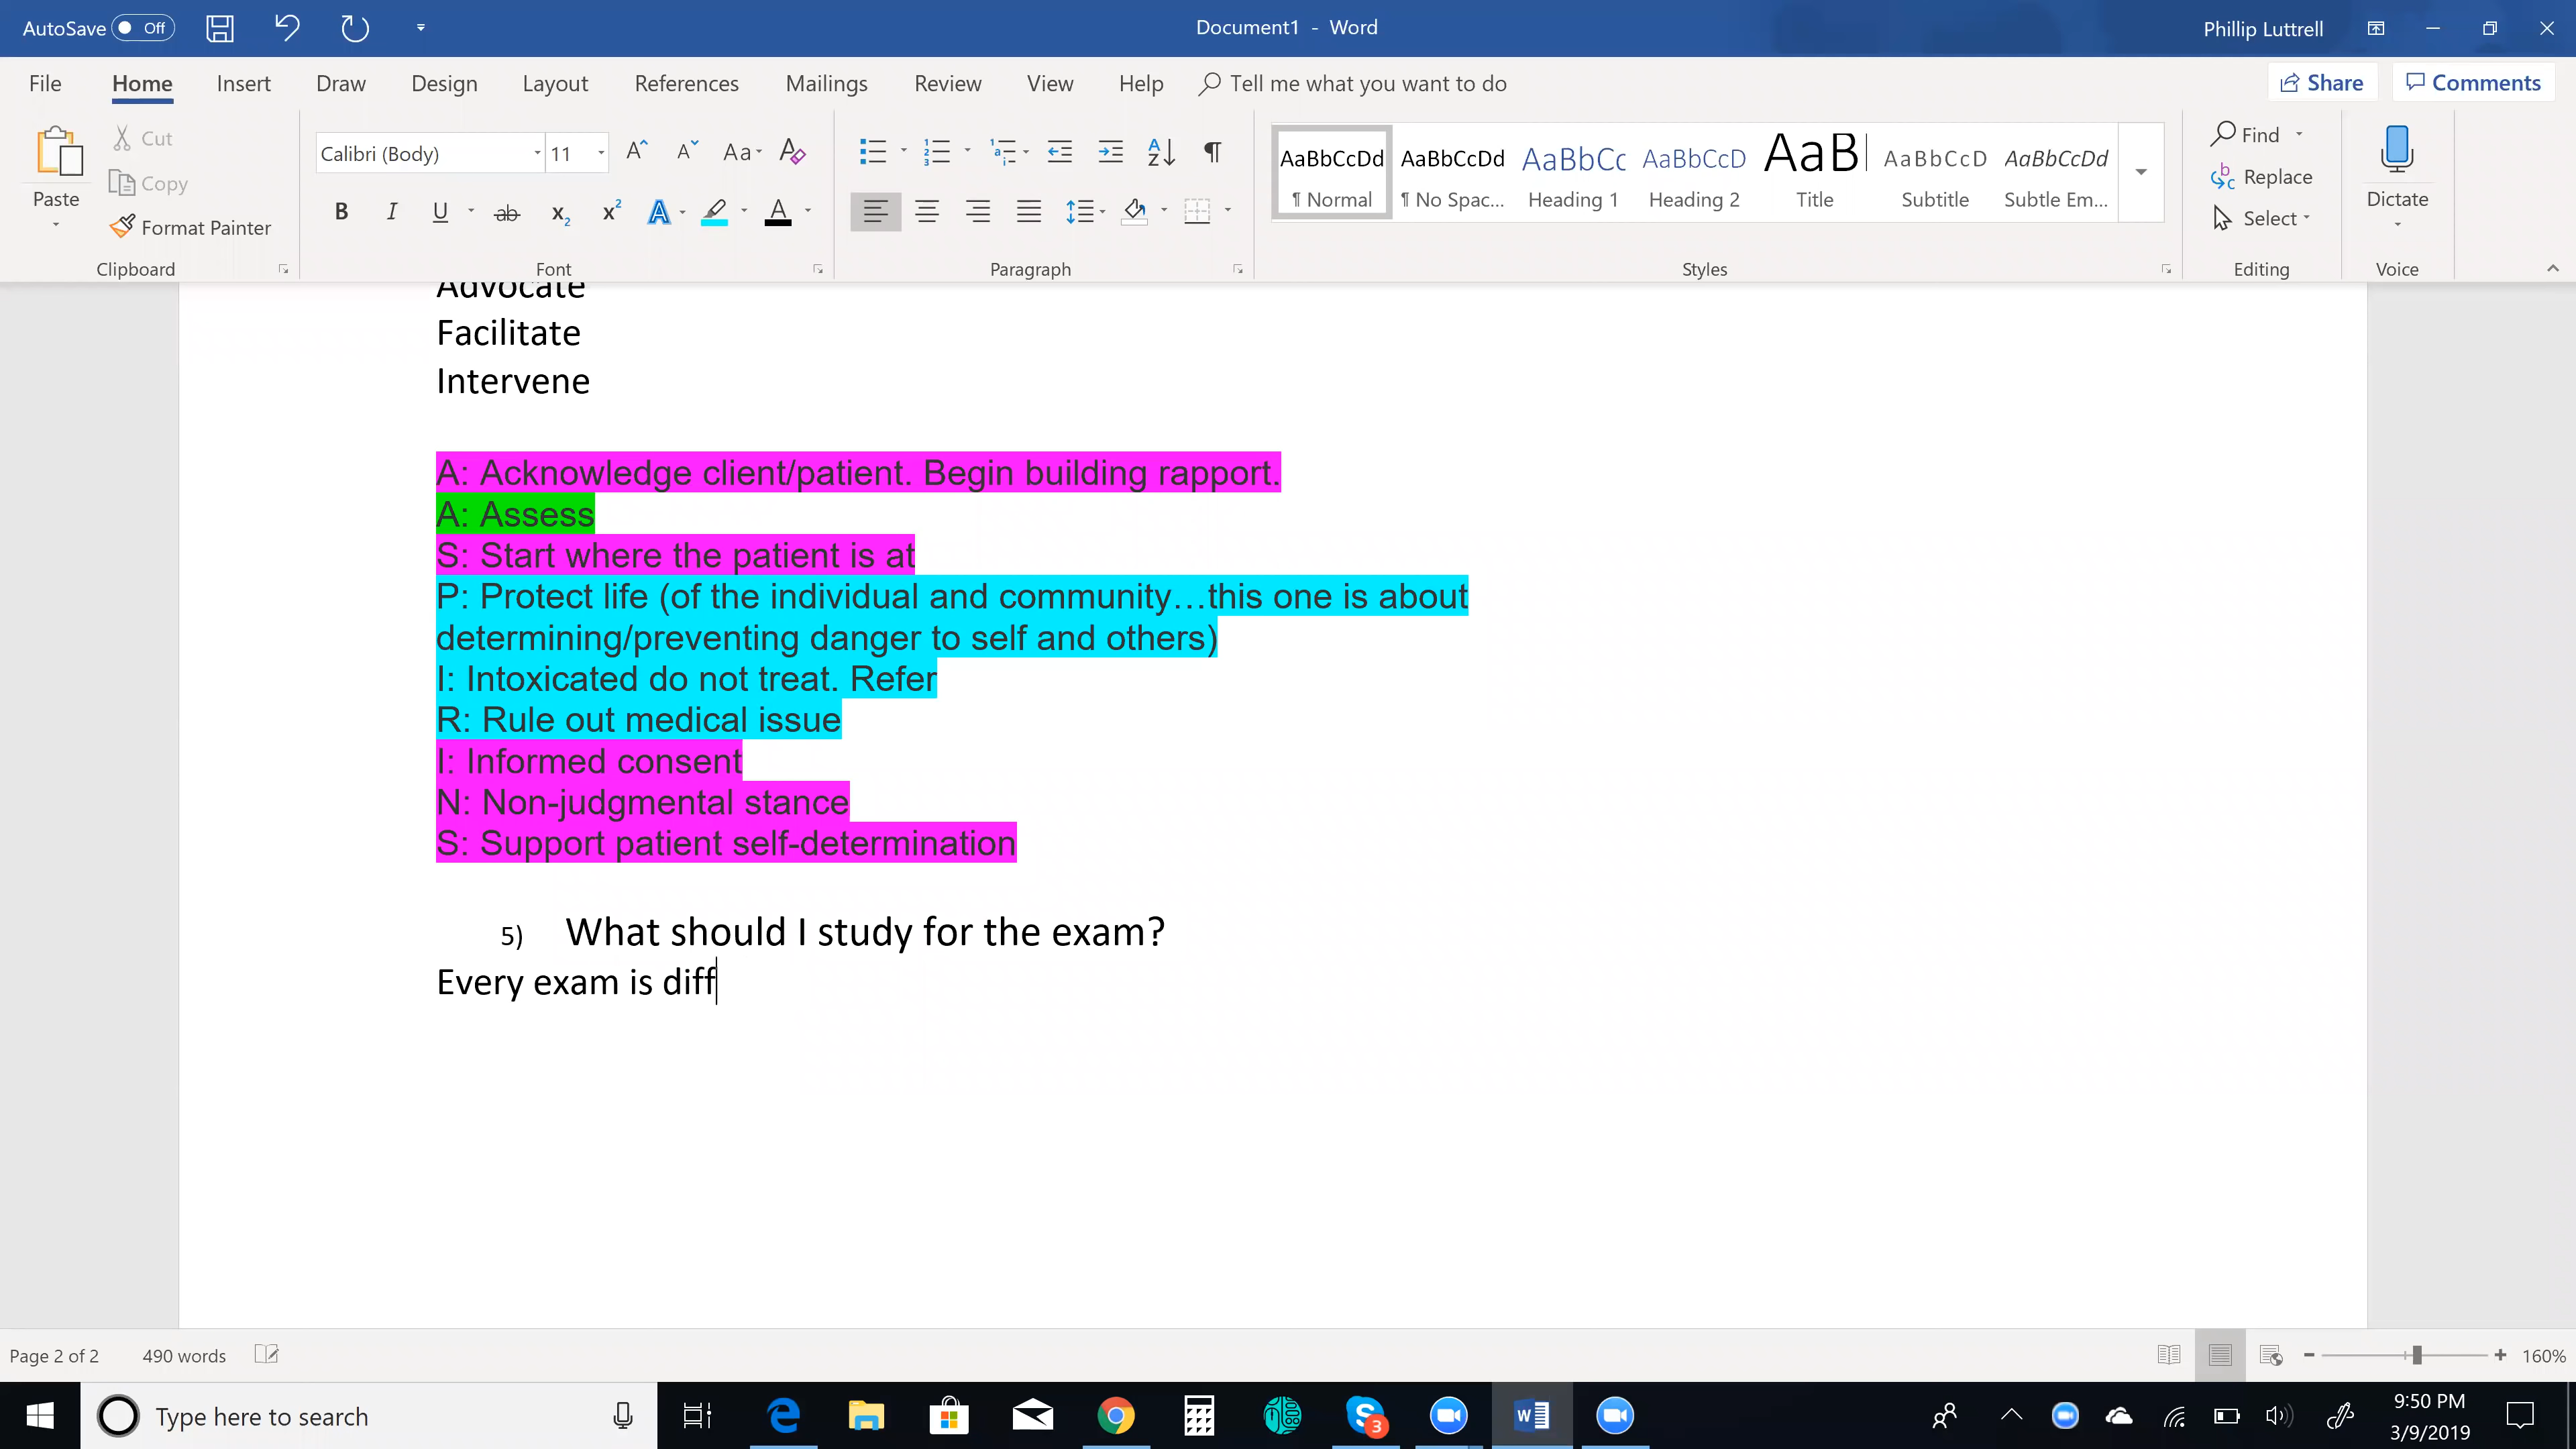 AutoSave Off
Document1 - Word
Phillip Luttrell
File Home Insert Draw Design Layout References Mailings Review View Help Tell me what you want to do Share Comments
Paste
Cut
Copy
Format Painter
Clipboard
Calibri (Body) 11
Font
Paragraph
AaBbCcDd AaBbCcDd AaBbCc AaBbCcD AaB AaBbCcD AaBbCcDd
¶ Normal ¶ No Spac... Heading 1 Heading 2 Title Subtitle Subtle Em...
Styles
Find
Replace
Select
Editing
Dictate
Voice
Advocate
Facilitate
Intervene
A: Acknowledge client/patient. Begin building rapport.
A: Assess
S: Start where the patient is at
P: Protect life (of the individual and community…this one is about
determining/preventing danger to self and others)
I: Intoxicated do not treat. Refer
R: Rule out medical issue
I: Informed consent
N: Non-judgmental stance
S: Support patient self-determination
5) What should I study for the exam?
Every exam is diff
Page 2 of 2 490 words 160%
Type here to search
3
9:50 PM
3/9/2019